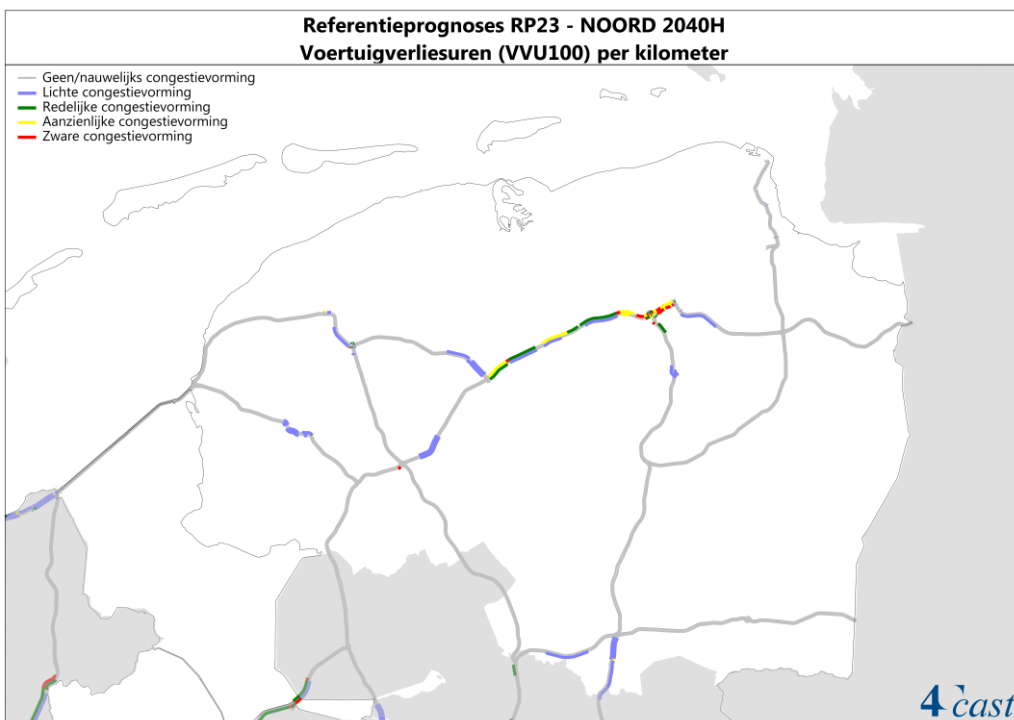 Referentieprognoses RP23 - NOORD 2040H
Voertuigverliesuren (VVU100) per kilometer
Geen/nauwelijks congestievorming
Lichte congestievorming
Redelijke congestievorming
Aanzienlijke congestievorming
Zware congestievorming
4cast